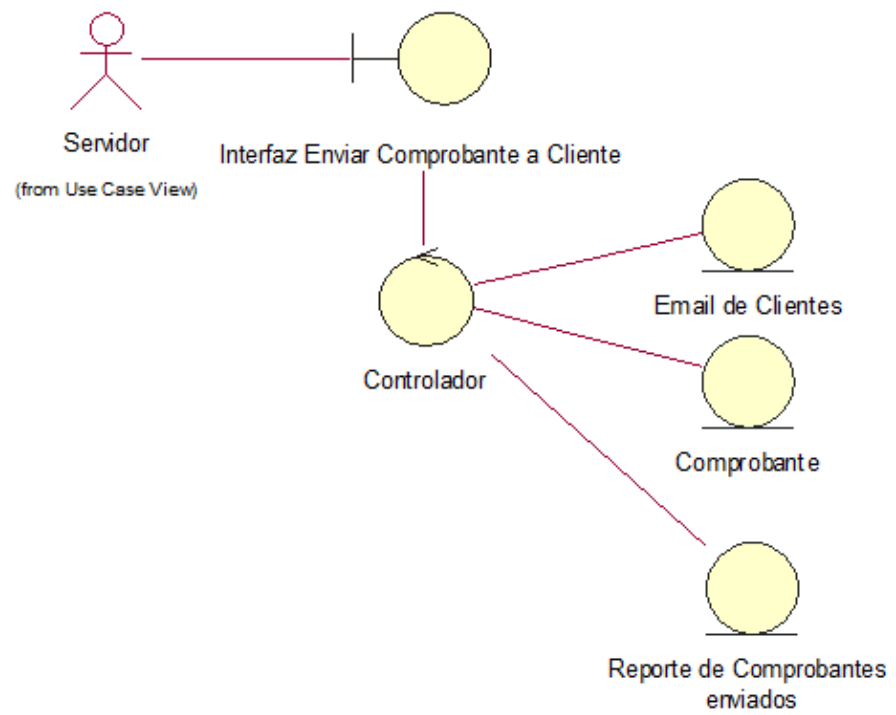 Servidor
(from Use Case View)
Interfaz Enviar Comprobante a Cliente
Email de Clientes
Controlador
Comprobante
Reporte de Comprobantes
enviados